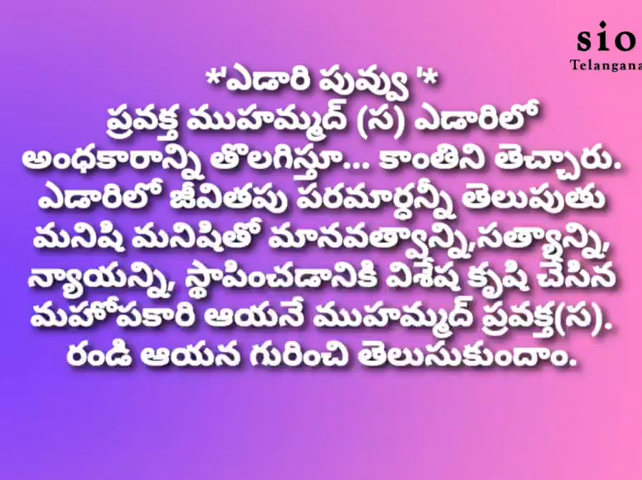 sio
Telangana
*'ఎడారి పువ్వు '*
ప్రవక్త ముహమ్మద్ (స) ఎడారిలో
అంధకారాన్ని తొలగిస్తూ... కాంతిని తెచ్చారు.
ఎడారిలో జీవితపు పరమార్ధన్నీ తెలుపుతు
మనిషి మనిషితో మానవత్వాన్ని,సత్యాన్ని,
న్యాయన్ని, స్థాపించడానికి విశేష కృషి చేసిన
మహోపకారి ఆయనే ముహమ్మద్ ప్రవక్త(స).
రండి ఆయన గురించి తెలుసుకుందాం.